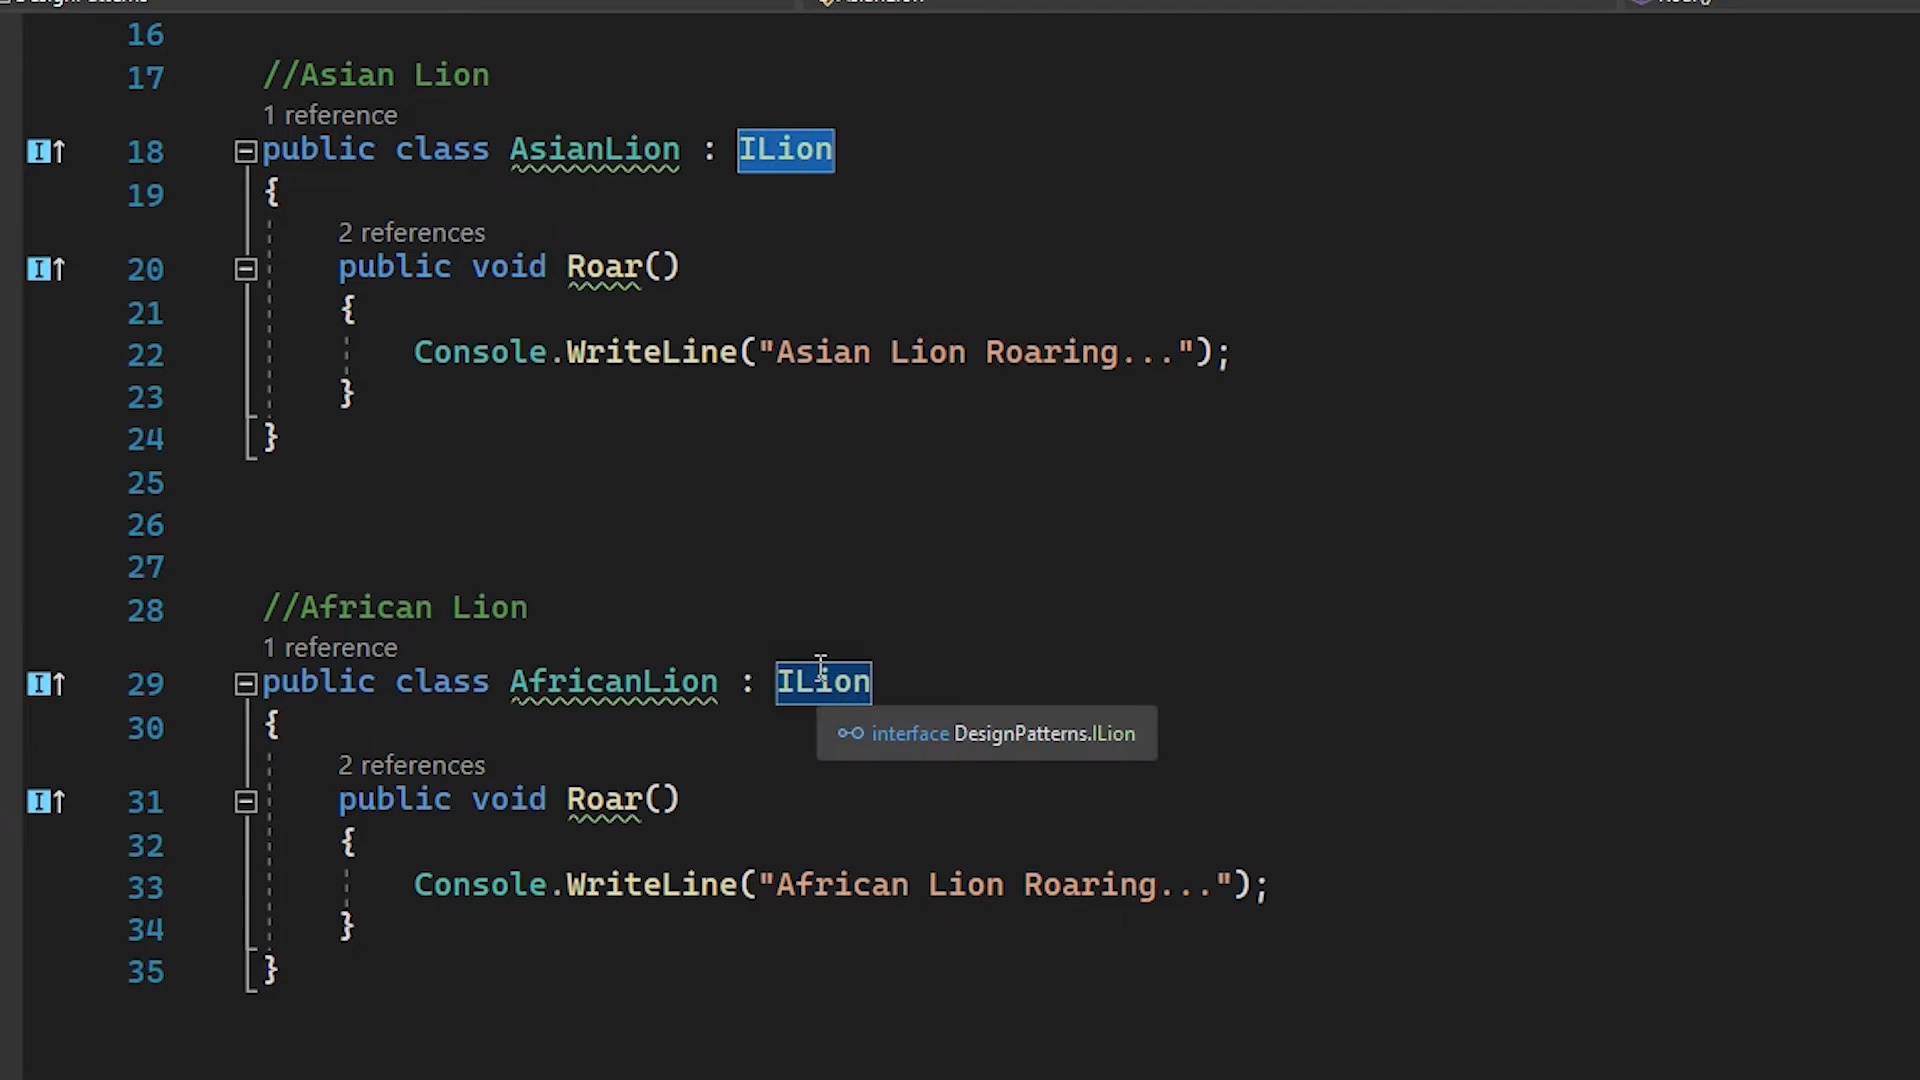 16
17 //Asian Lion
1 reference
18 public class AsianLion : ILion
19 {
2 references
20 public void Roar()
21 {
22 Console.WriteLine("Asian Lion Roaring...");
23 }
24 }
25
26
27
28 //African Lion
1 reference
29 public class AfricanLion : ILion
30 {
interface DesignPatterns.ILion
2 references
31 public void Roar()
32 {
33 Console.WriteLine("African Lion Roaring...");
34 }
35 }